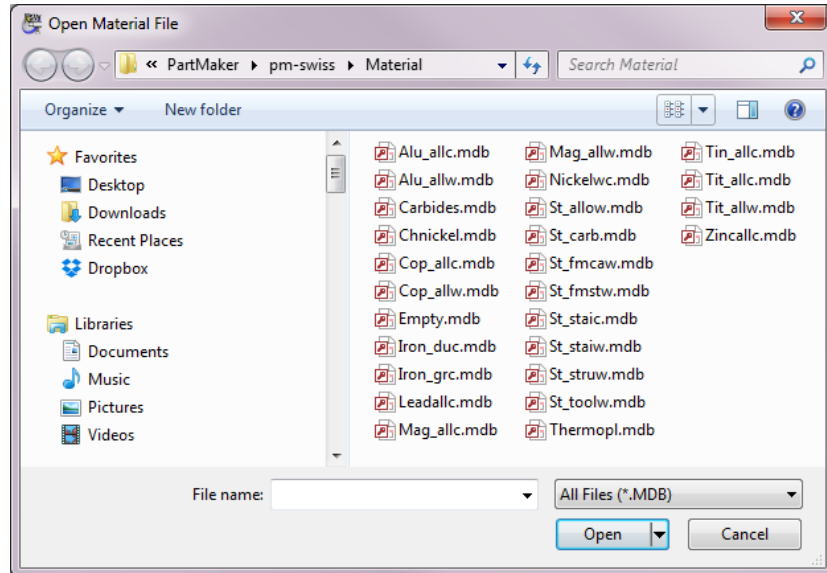 Open Material File
« PartMaker pm-swiss Material
Search Material
Organize New folder
Favorites
Desktop
Downloads
Recent Places
Dropbox
Libraries
Documents
Music
Pictures
Videos
Alu_allc.mdb
Alu_allw.mdb
Carbides.mdb
Chnickel.mdb
Cop_allc.mdb
Cop_allw.mdb
Empty.mdb
Iron_duc.mdb
Iron_grc.mdb
Leadallc.mdb
Mag_allc.mdb
Mag_allw.mdb
Nickelwc.mdb
St_allow.mdb
St_carb.mdb
St_fmcaw.mdb
St_fmstw.mdb
St_staic.mdb
St_staiw.mdb
St_struw.mdb
St_toolw.mdb
Thermopl.mdb
Tin_allc.mdb
Tit_allc.mdb
Tit_allw.mdb
Zincallc.mdb
File name:
All Files (*.MDB)
Open Cancel